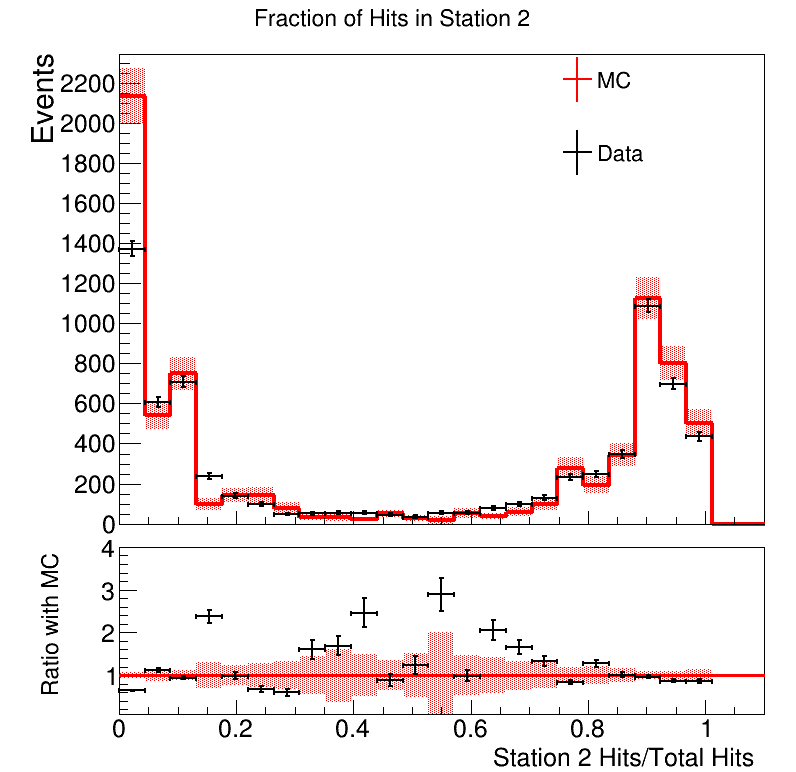 Fraction of Hits in Station 2
Events
2200
2000
1800
1600
1400
1200
1000
800
600
400
200
0
MC
Data
Ratio with MC
4
3
2
1
0 0.2 0.4 0.6 0.8 1
Station 2 Hits/Total Hits